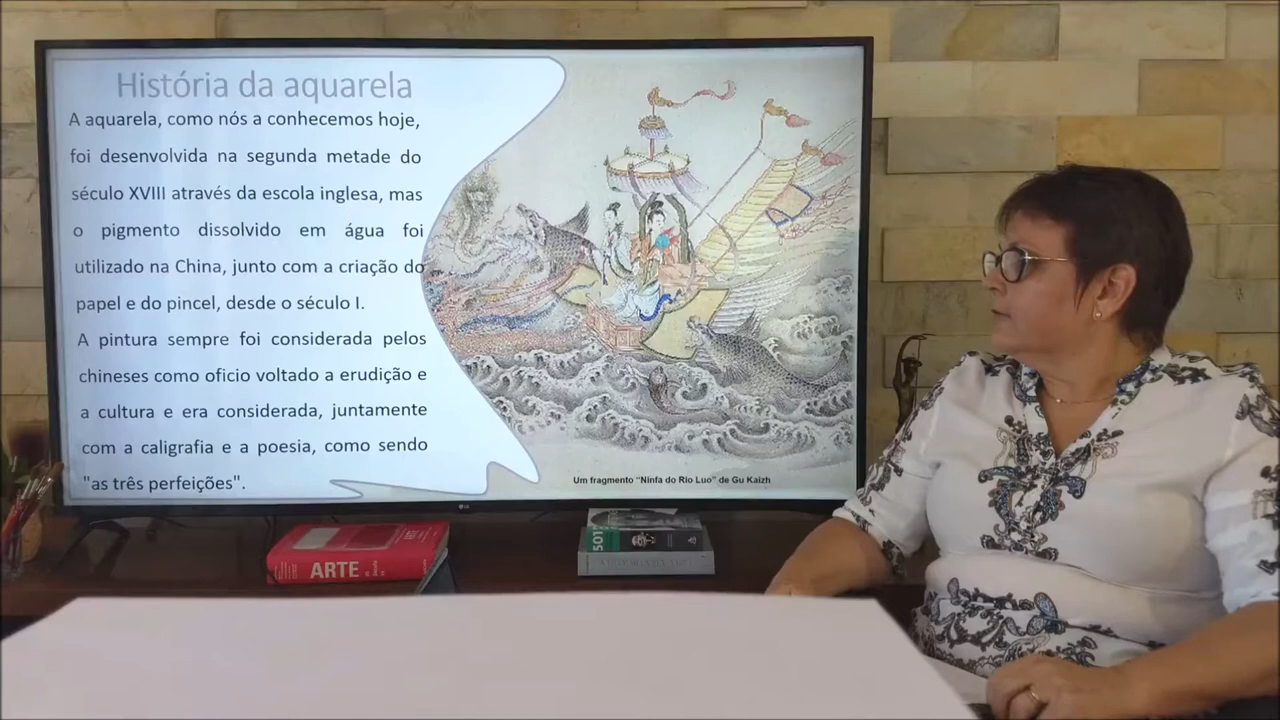 História da aquarela
A aquarela, como nós a conhecemos hoje,
foi desenvolvida na segunda metade do
século XVIII através da escola inglesa, mas
o pigmento dissolvido em água foi
utilizado na China, junto com a criação do
papel e do pincel, desde o século I.
A pintura sempre foi considerada pelos
chineses como oficio voltado a erudição e
a cultura e era considerada, juntamente
com a caligrafia e a poesia, como sendo
"as três perfeições".
Um fragmento "Ninfa do Rio Luo" de Gu Kaizh
LG
ARTE
501